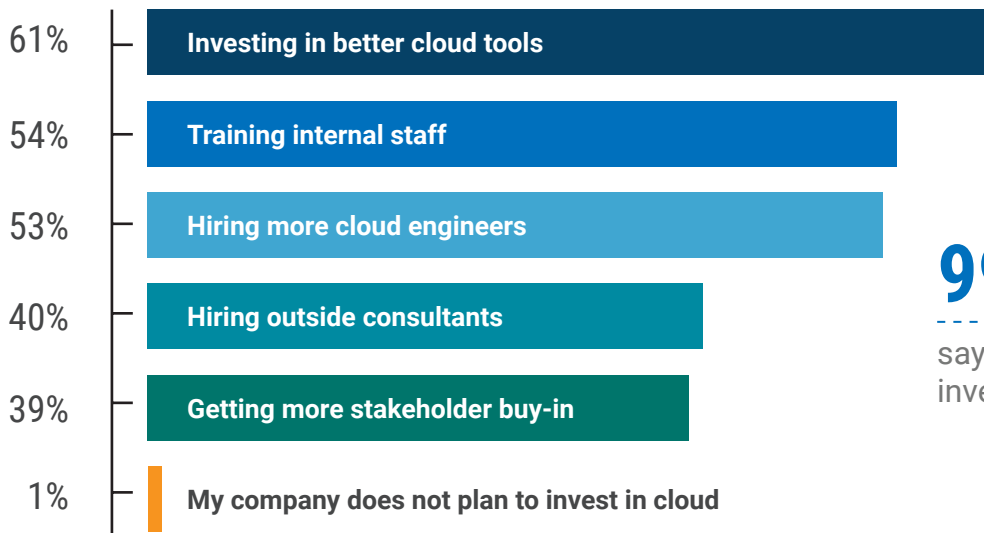 61% Investing in better cloud tools
54% Training internal staff
53% Hiring more cloud engineers
40% Hiring outside consultants
39% Getting more stakeholder buy-in
1% My company does not plan to invest in cloud
say